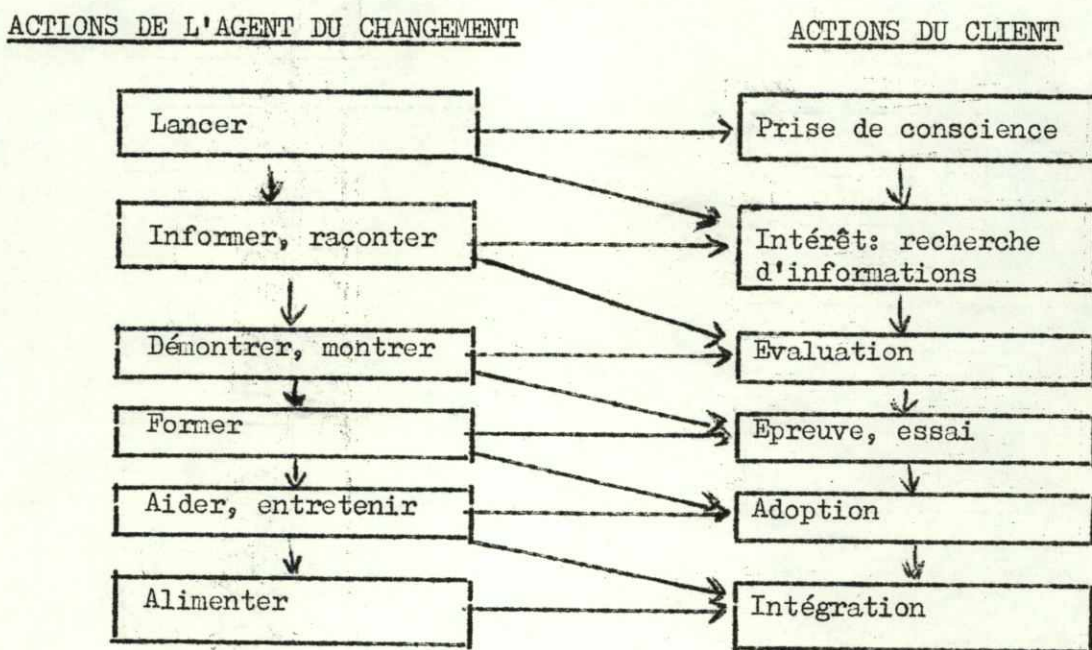 ACTIONS DE L'AGENT DU CHANGEMENT
ACTIONS DU CLIENT
Lancer
Prise de conscience
Informer, raconter
Intérêt: recherche
d'informations
Démontrer, montrer
Evaluation
Former
Epreuve, essai
Aider, entretenir
Adoption
Alimenter
Intégration